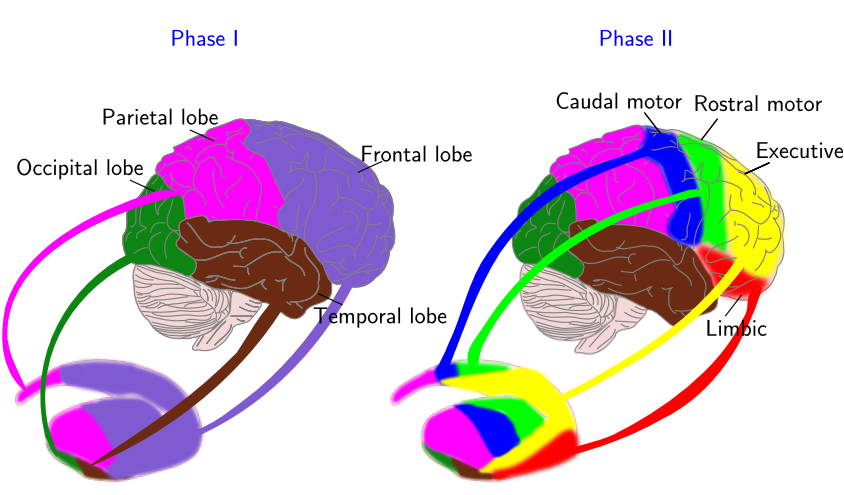 Phase I
Phase II
Parietal lobe
Occipital lobe
Frontal lobe
Temporal lobe
Caudal motor
Rostral motor
Executive
Limbic